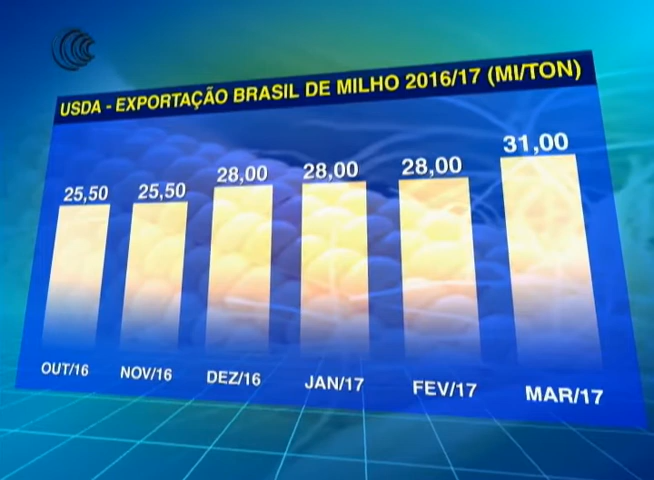 USDA - EXPORTAÇÃO BRASIL DE MILHO 2016/17 (MI/TON)
25,50 25,50 28,00 28,00 28,00 31,00
OUT/16 NOV/16 DEZ/16 JAN/17 FEV/17 MAR/17